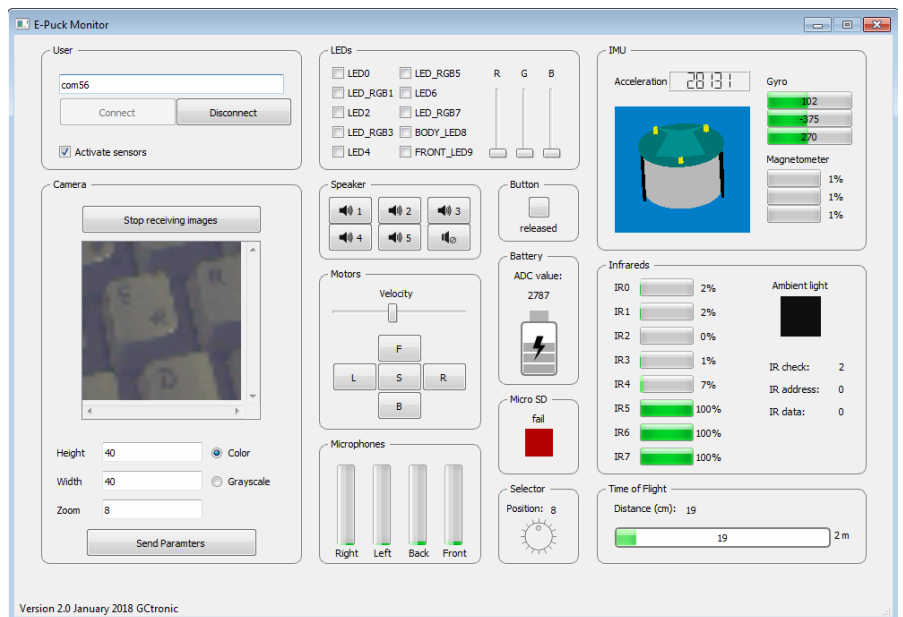 E-Puck Monitor
User
com56
Connect Disconnect
Activate sensors
Camera
Stop receiving images
Height 40 Color
Width 40 Grayscale
Zoom 8
Send Paramters
LEDs
LED0 LED_RGB5 R G B
LED_RGB1 LED6
LED2 LED_RGB7
LED_RGB3 BODY_LED8
LED4 FRONT_LED9
Speaker
1 2 3
4 5
Motors
Velocity
F
L S R
B
Microphones
Right Left Back Front
Button
released
Battery
ADC value:
2787
Micro SD
fail
Selector
Position: 8
IMU
Acceleration 28131 Gyro
102
-375
270
Magnetometer
1%
1%
1%
Infrareds
IR0 2% Ambient light
IR1 2%
IR2 0%
IR3 1% IR check: 2
IR4 7% IR address: 0
IR5 100% IR data: 0
IR6 100%
IR7 100%
Time of Flight
Distance (cm): 19
19 2 m
Version 2.0 January 2018 GCtronic